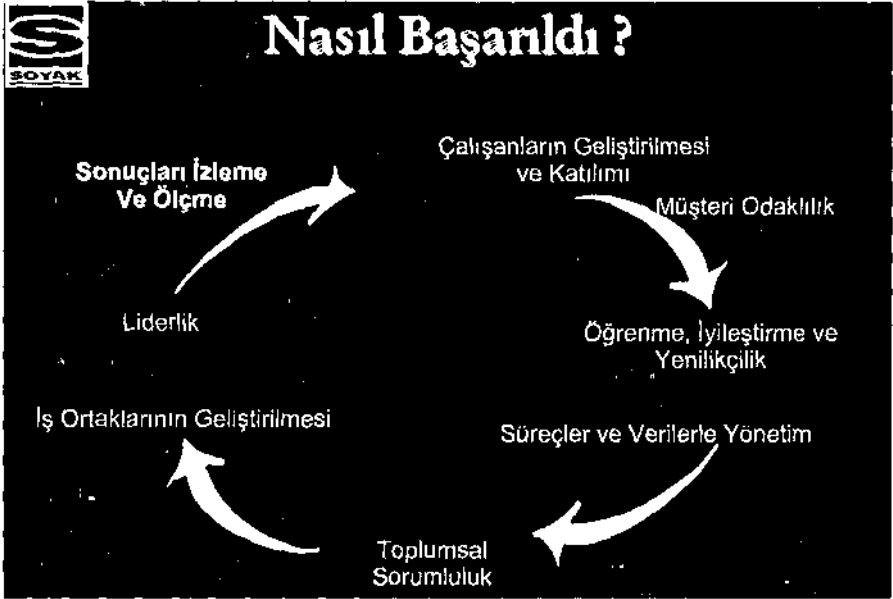 SOYAK
Nasıl Başarıldı ?
Çalışanların Geliştirilmesi
ve Katılımı
Sonuçları İzleme
Ve Ölçme
Müşteri Odaklılık
Liderlik
Öğrenme, İyileştirme ve
Yenilikçilik
İş Ortaklarının Geliştirilmesi
Süreçler ve Verilerle Yönetim
Toplumsal
Sorumluluk